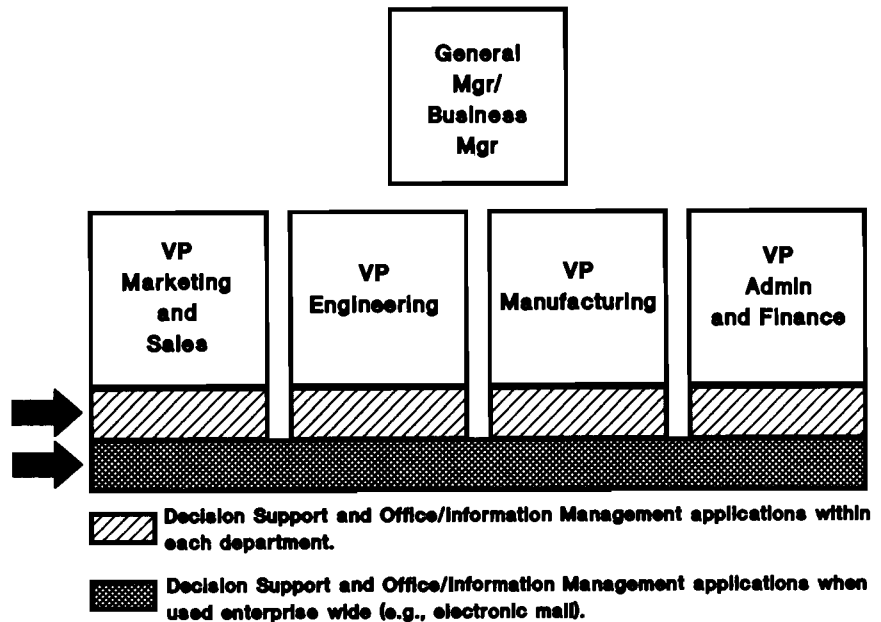 General
Mgr/
Business
Mgr
VP
Marketing
and
Sales
VP
Engineering
VP
Manufacturing
VP
Admin
and Finance
Decision Support and Office/Information Management applications within
each department.
Decision Support and Office/Information Management applications when
used enterprise wide (e.g., electronic mail).